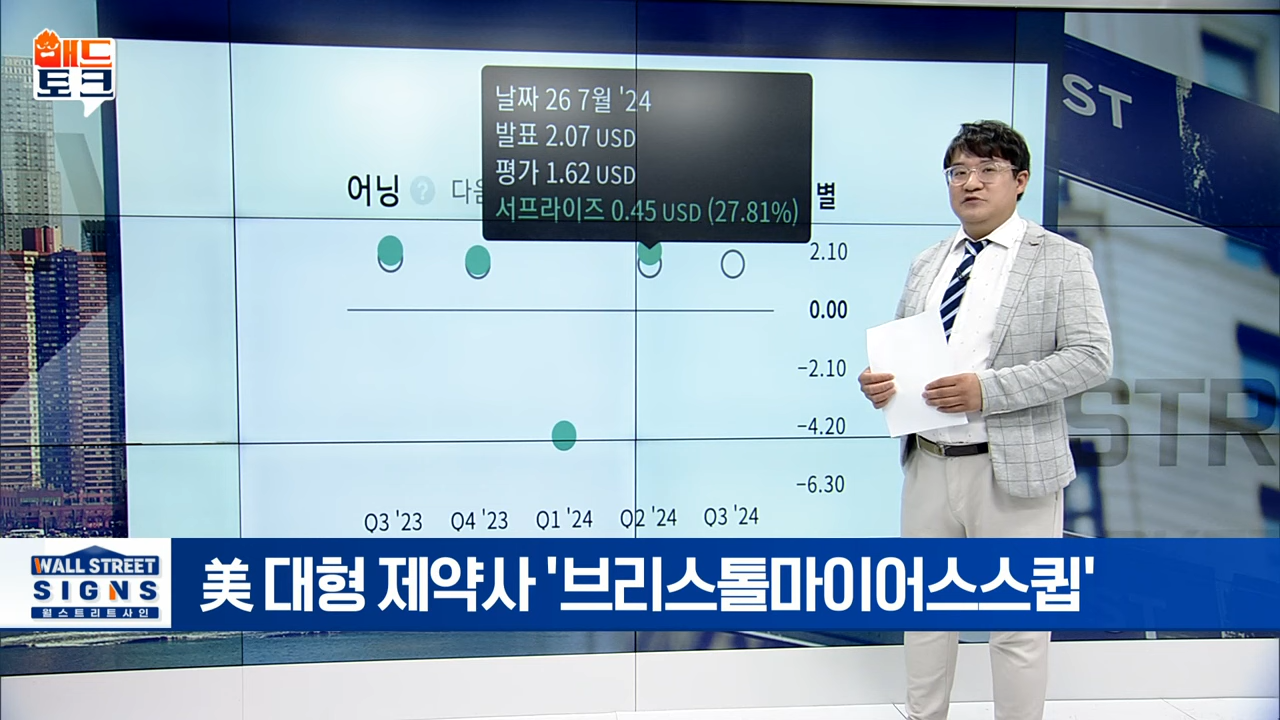 매드
토크
ST
날짜 26 7월 '24
발표 2.07 USD
평가 1.62 USD
서프라이즈 0.45 USD (27.81%)
어닝 ? 다음
별
2.10
0.00
−2.10
−4.20
−6.30
Q3 '23 Q4 '23 Q1 '24 Q2 '24 Q3 '24
STR
WALL STREET
SIGNS
월스트리트사인
美 대형 제약사 '브리스톨마이어스스큅'